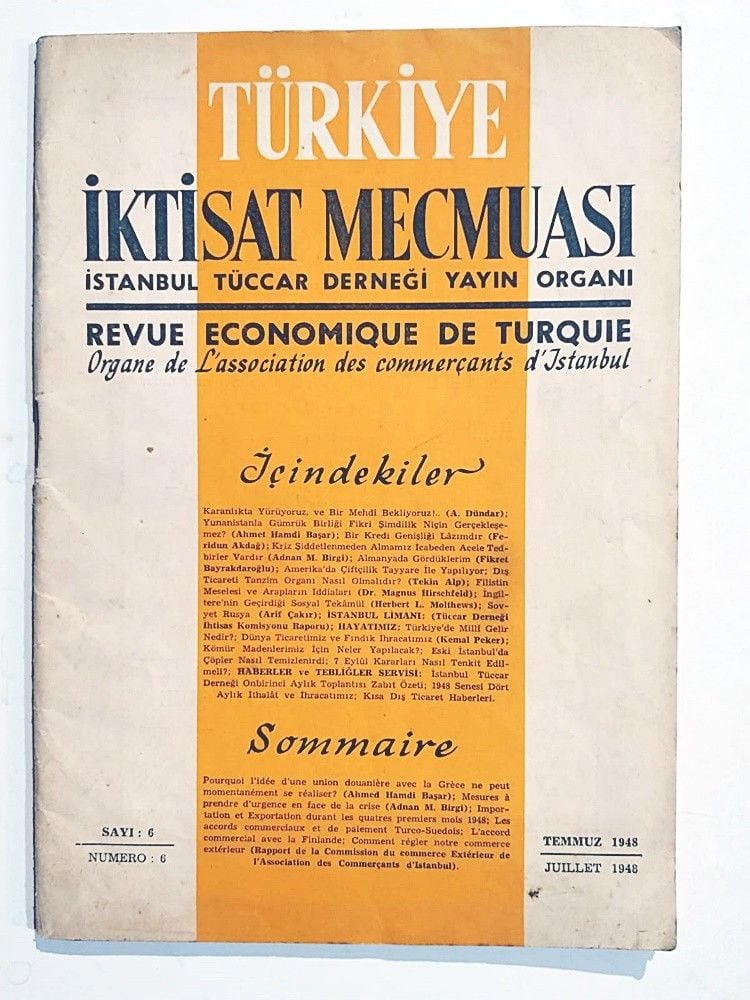 TÜRKİYE
İKTİSAT MECMUASI
İSTANBUL TÜCCAR DERNEĞİ YAYIN ORGANI
REVUE ECONOMIQUE DE TURQUIE
Organe de L'association des commerçants d'Istanbul
İçindekiler
Karanlıkta Yürüyoruz, ve Bir Mehdi Bekliyoruz!.. (A. Dündar);
Yunanistanla Gümrük Birliği Fikri Şimdilik Niçin Gerçekleşe-
mez? (Ahmet Hamdi Başar); Bir Kredi Genişliği Lâzımdır (Fe-
ridun Akdağ); Kriz Şiddetlenmeden Almamız Icabeden Acele Ted-
birler Vardır (Adnan M. Birgi); Almanyada Gördüklerim (Fikret
Bayrakdaroğlu); Amerika'da Çiftçilik Tayyare İle Yapılıyor; Dış
Ticareti Tanzim Organı Nasıl Olmalıdır? (Tekin Alp); Filistin
Meselesi ve Arapların İddiaları (Dr. Magnus Hirschfeld); İngil-
tere'nin Geçirdiği Sosyal Tekâmül (Herbert L. Molthews); Sov-
yet Rusya (Arif Çakır); İSTANBUL LİMANI: (Tüccar Derneği
Ihtisas Komisyonu Raporu); HAYATIMIZ: Türkiye'de Millî Gelir
Nedir?; Dünya Ticaretimiz ve Fındık Ihracatımız (Kemal Peker);
Kömür Madenlerimiz İçin Neler Yapılacak?; Eski İstanbul'da
Çöpler Nasıl Temizlenirdi; 7 Eylûl Kararları Nasıl Tenkit Edil-
meli?; HABERLER ve TEBLİĞLER SERVİSİ: İstanbul Tüccar
Derneği Onbirinci Aylık Toplantısı Zabıt Özeti; 1948 Senesi Dört
Aylık İthalât ve Ihracatımız; Kısa Dış Ticaret Haberleri.
Sommaire
Pourquoi l'idée d'une union douanière avec la Grèce ne peut
momentanément se réaliser? (Ahmed Hamdi Başar); Mesures à
prendre d'urgence en face de la crise (Adnan M. Birgi); Impor-
tation et Exportation durant les quatres premiers mois 1948; Les
accords commerciaux et de paiement Turco-Suedois; L'accord
commercial avec la Finlande; Comment régler notre commerce
extérieur (Rapport de la Commission du commerce Extérieur de
l'Association des Commerçants d'Istanbul).
SAYI : 6
NUMERO : 6
TEMMUZ 1948
JUILLET 1948